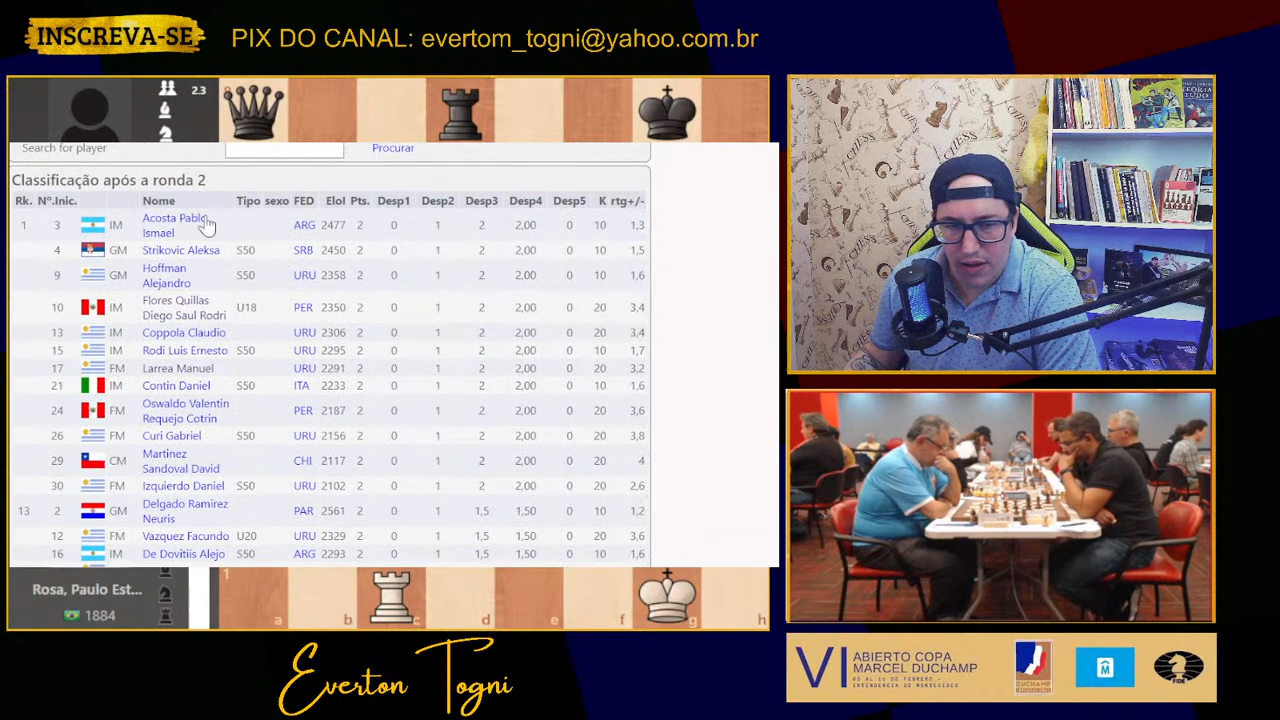 INSCREVA-SE
PIX DO CANAL: evertom_togni@yahoo.com.br
2.3
Search for player
Procurar
Classificação após a ronda 2
Rk. Nº.Inic. Nome Tipo sexo FED EloI Pts. Desp1 Desp2 Desp3 Desp4 Desp5 K rtg+/-
1 3 IM Acosta Pablo Ismael ARG 2477 2 0 1 2 2,00 0 10 1,3
4 GM Strikovic Aleksa S50 SRB 2450 2 0 1 2 2,00 0 10 1,5
9 GM Hoffman Alejandro S50 URU 2358 2 0 1 2 2,00 0 10 1,6
10 IM Flores Quillas Diego Saul Rodri U18 PER 2350 2 0 1 2 2,00 0 20 3,4
13 IM Coppola Claudio URU 2306 2 0 1 2 2,00 0 20 3,4
15 IM Rodi Luis Ernesto S50 URU 2295 2 0 1 2 2,00 0 10 1,7
17 FM Larrea Manuel URU 2291 2 0 1 2 2,00 0 20 3,2
21 IM Contin Daniel S50 ITA 2233 2 0 1 2 2,00 0 10 1,6
24 FM Oswaldo Valentin Requejo Cotrin PER 2187 2 0 1 2 2,00 0 20 3,6
26 FM Curi Gabriel S50 URU 2156 2 0 1 2 2,00 0 20 3,8
29 CM Martinez Sandoval David CHI 2117 2 0 1 2 2,00 0 20 4
30 FM Izquierdo Daniel S50 URU 2102 2 0 1 2 2,00 0 20 2,6
13 2 GM Delgado Ramirez Neuris PAR 2561 2 0 1 1,5 1,50 0 10 1,2
12 FM Vazquez Facundo U20 URU 2329 2 0 1 1,5 1,50 0 20 3,6
16 IM De Dovitiis Alejo S50 ARG 2293 2 0 1 1,5 1,50 0 10 1,6
Rosa, Paulo Est...
1884
1
a b c d e f g h
Everton Togni
CHESS
VI ABIERTO COPA
MARCEL DUCHAMP
INTENDENCIA DE MONTEVIDEO
DUCHAMP
M
FIDE